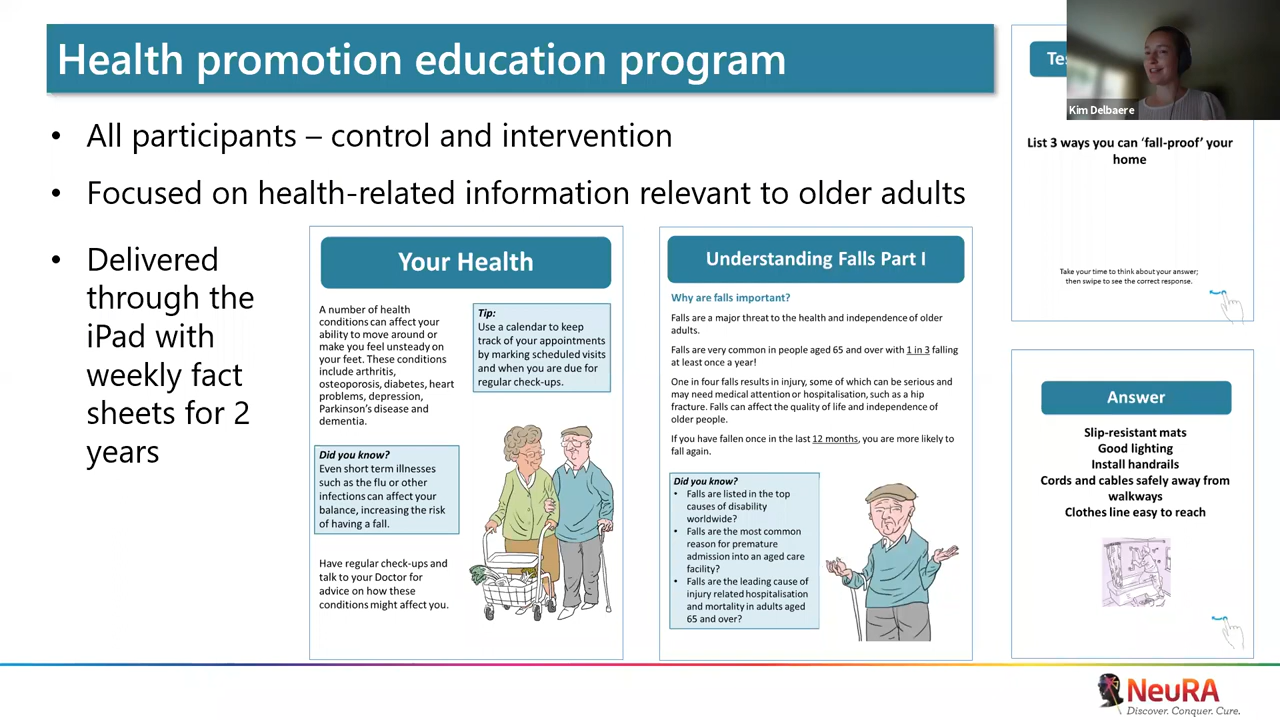 Health promotion education program
• All participants – control and intervention
• Focused on health-related information relevant to older adults
• Delivered
through the
iPad with
weekly fact
sheets for 2
years
Your Health
A number of health
conditions can affect your
ability to move around or
make you feel unsteady on
your feet. These conditions
include arthritis,
osteoporosis, diabetes, heart
problems, depression,
Parkinson's disease and
dementia.
Tip:
Use a calendar to keep
track of your appointments
by marking scheduled visits
and when you are due for
regular check-ups.
Did you know?
Even short term illnesses
such as the flu or other
infections can affect your
balance, increasing the risk
of having a fall.
Have regular check-ups and
talk to your Doctor for
advice on how these
conditions might affect you.
Understanding Falls Part I
Why are falls important?
Falls are a major threat to the health and independence of older
adults.
Falls are very common in people aged 65 and over with 1 in 3 falling
at least once a year!
One in four falls results in injury, some of which can be serious and
may need medical attention or hospitalisation, such as a hip
fracture. Falls can affect the quality of life and independence of
older people.
If you have fallen once in the last 12 months, you are more likely to
fall again.
Did you know?
• Falls are listed in the top
causes of disability
worldwide?
• Falls are the most common
reason for premature
admission into an aged care
facility?
• Falls are the leading cause of
injury related hospitalisation
and mortality in adults aged
65 and over?
Kim Delbaere
List 3 ways you can 'fall-proof' your
home
Take your time to think about your answer;
then swipe to see the correct response.
Answer
Slip-resistant mats
Good lighting
Install handrails
Cords and cables safely away from
walkways
Clothes line easy to reach
NeuRA
Discover. Conquer. Cure.